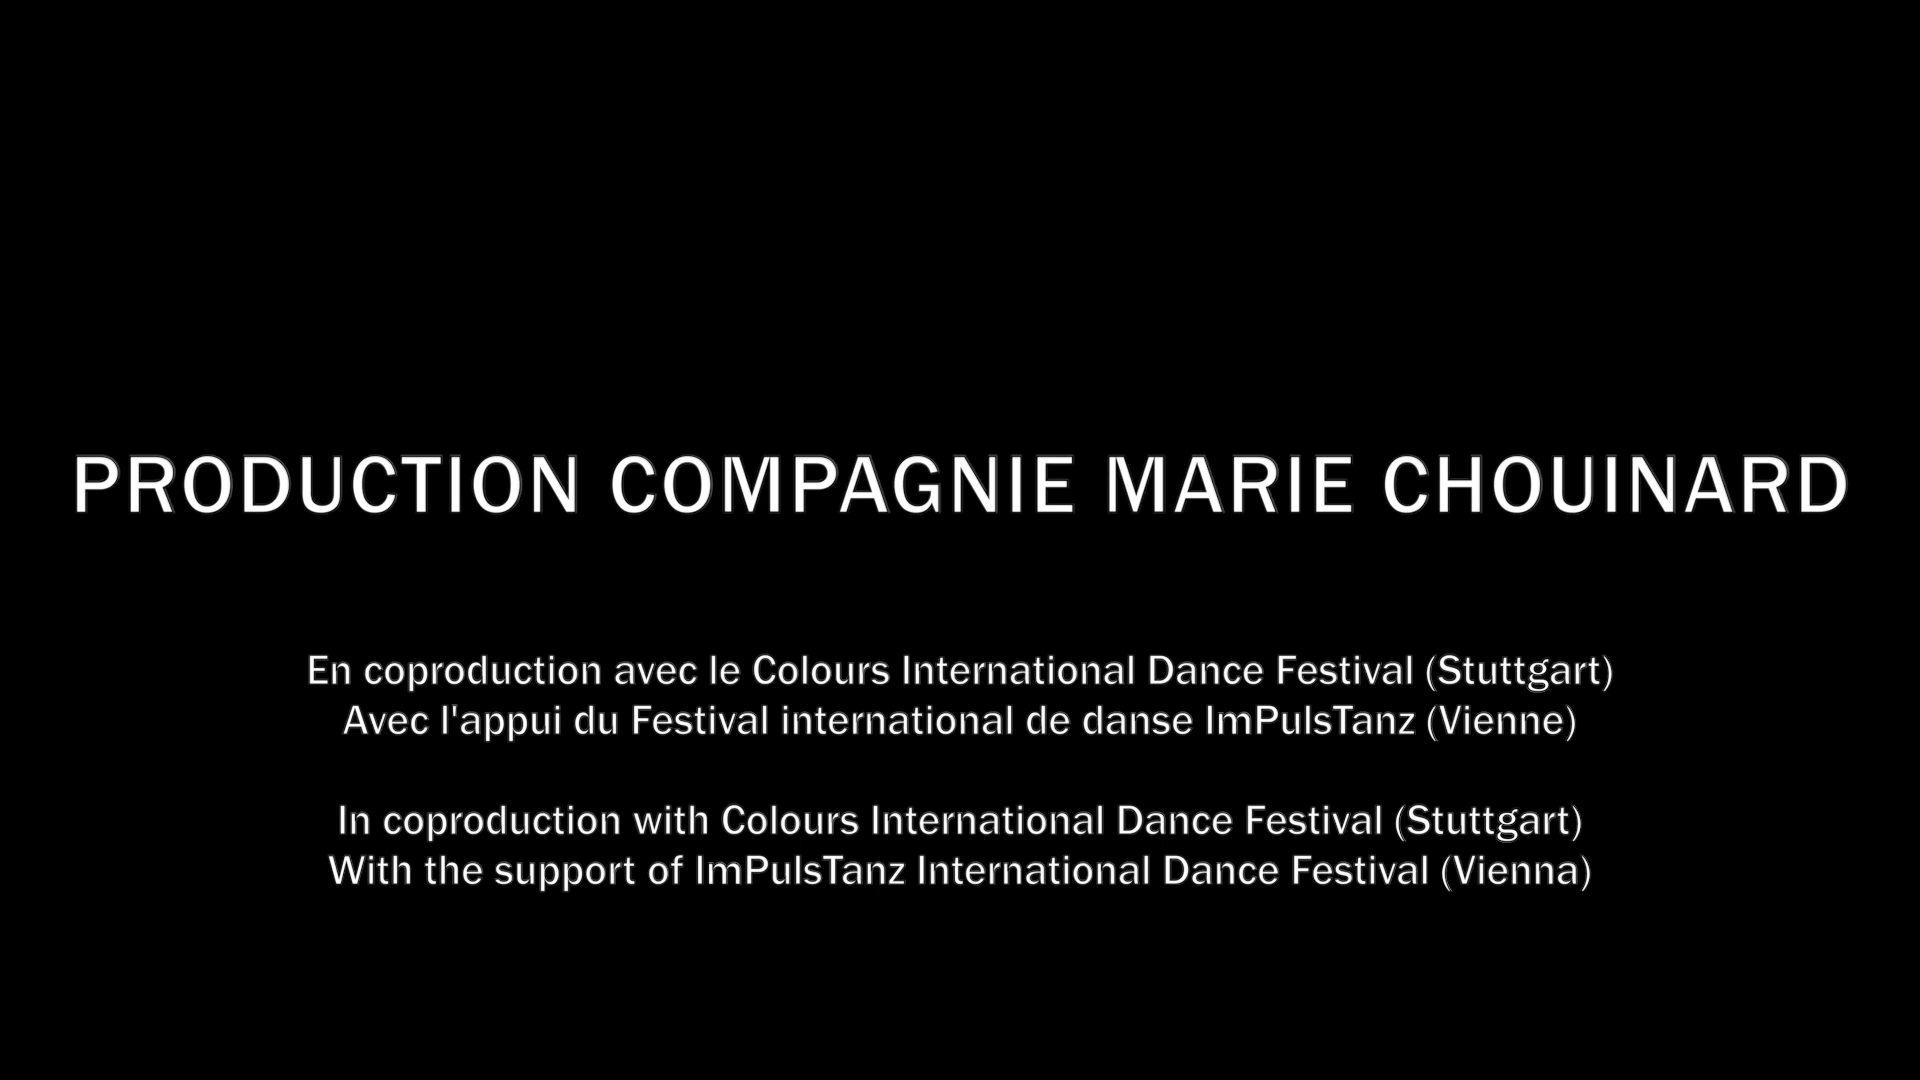 PRODUCTION COMPAGNIE MARIE CHOUINARD
En coproduction avec le Colours International Dance Festival (Stuttgart)
Avec l'appui du Festival international de danse ImPulsTanz (Vienne)
In coproduction with Colours International Dance Festival (Stuttgart)
With the support of ImPulsTanz International Dance Festival (Vienna)